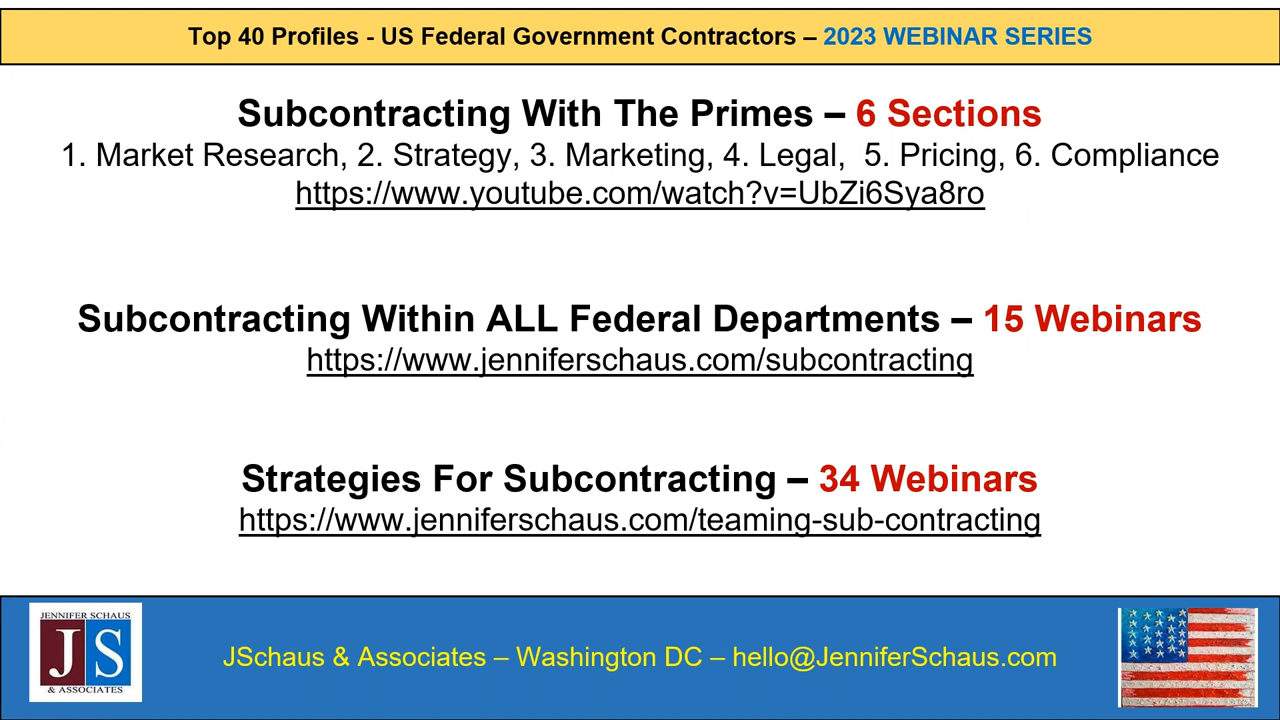 Top 40 Profiles - US Federal Government Contractors – 2023 WEBINAR SERIES
Subcontracting With The Primes – 6 Sections
1. Market Research, 2. Strategy, 3. Marketing, 4. Legal,  5. Pricing, 6. Compliance
https://www.youtube.com/watch?v=UbZi6Sya8ro
Subcontracting Within ALL Federal Departments – 15 Webinars
https://www.jenniferschaus.com/subcontracting
Strategies For Subcontracting – 34 Webinars
https://www.jenniferschaus.com/teaming-sub-contracting
JENNIFER SCHAUS
JS
& ASSOCIATES
JSchaus & Associates – Washington DC – hello@JenniferSchaus.com